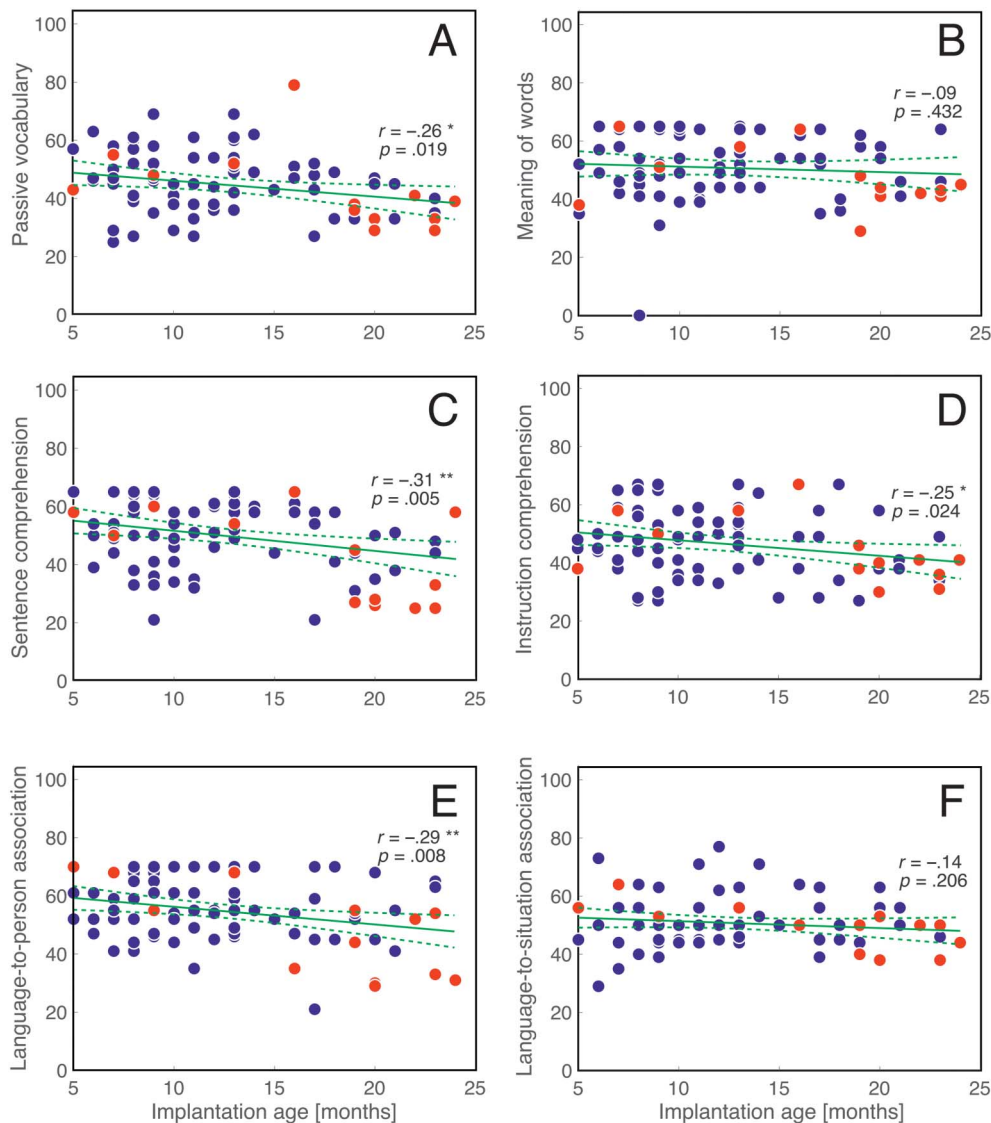 A
100
80
60
40
20
0
5
10
15
20
25
Passive vocabulary
r = –.26 *
p = .019
B
100
80
60
40
20
0
5
10
15
20
25
Meaning of words
r = –.09
p = .432
C
100
80
60
40
20
0
5
10
15
20
25
Sentence comprehension
r = –.31 **
p = .005
D
100
80
60
40
20
0
5
10
15
20
25
Instruction comprehension
r = –.25 *
p = .024
E
100
80
60
40
20
0
5
10
15
20
25
Language-to-person association
r = –.29 **
p = .008
Implantation age [months]
F
100
80
60
40
20
0
5
10
15
20
25
Language-to-situation association
r = –.14
p = .206
Implantation age [months]